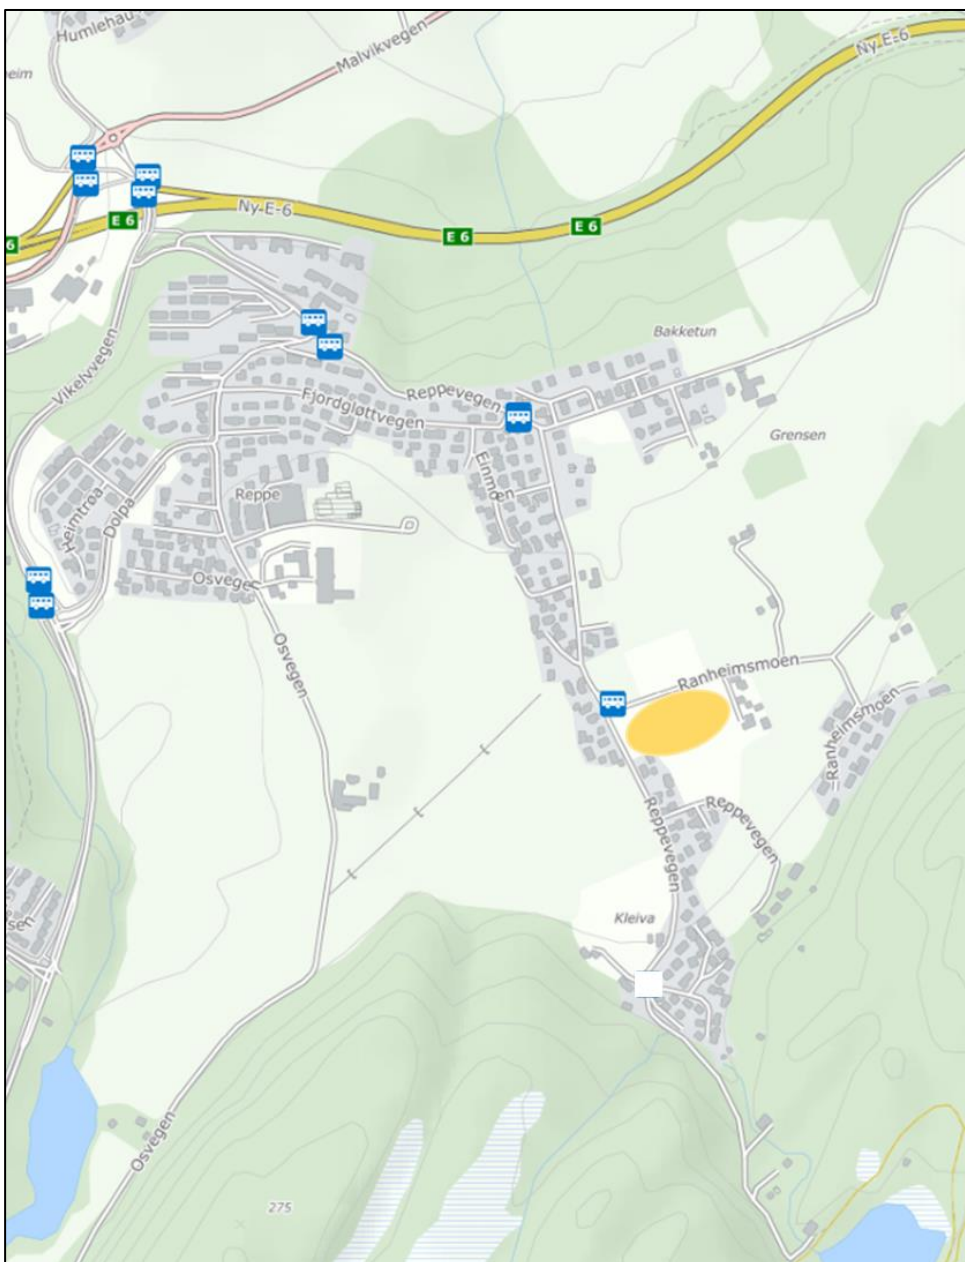 Humlehau
eim
Malvikvegen
Ny E-6
Ny E-6
E 6
E 6
E 6
6
Vikelvvegen
Bakketun
Reppevegen
Fjordgløttvegen
Grensen
Einmoen
Reppe
Heimtrøa
Dolpa
Osvegen
Osvegen
Ranheimsmoen
Ranheimsmoen
Reppevegen
Reppevegen
Kleiva
sen
Osvegen
275